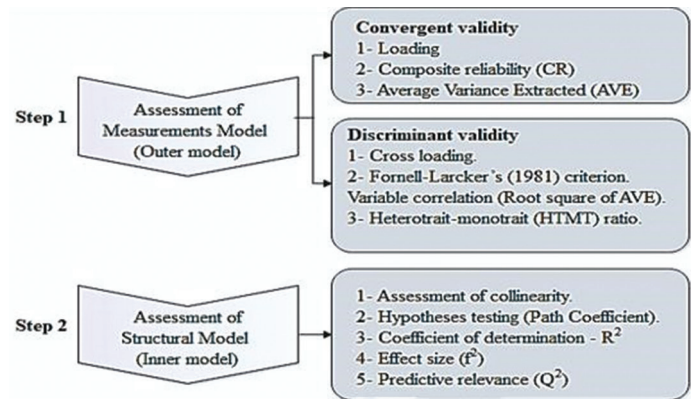 Step 1
Assessment of
Measurements Model
(Outer model)
Convergent validity
1- Loading
2- Composite reliability (CR)
3- Average Variance Extracted (AVE)
Discriminant validity
1- Cross loading.
2- Fornell-Larcker's (1981) criterion.
Variable correlation (Root square of AVE).
3- Heterotrait-monotrait (HTMT) ratio.
Step 2
Assessment of
Structural Model
(Inner model)
1- Assessment of collinearity.
2- Hypotheses testing (Path Coefficient).
3- Coefficient of determination - R²
4- Effect size (f²)
5- Predictive relevance (Q²)